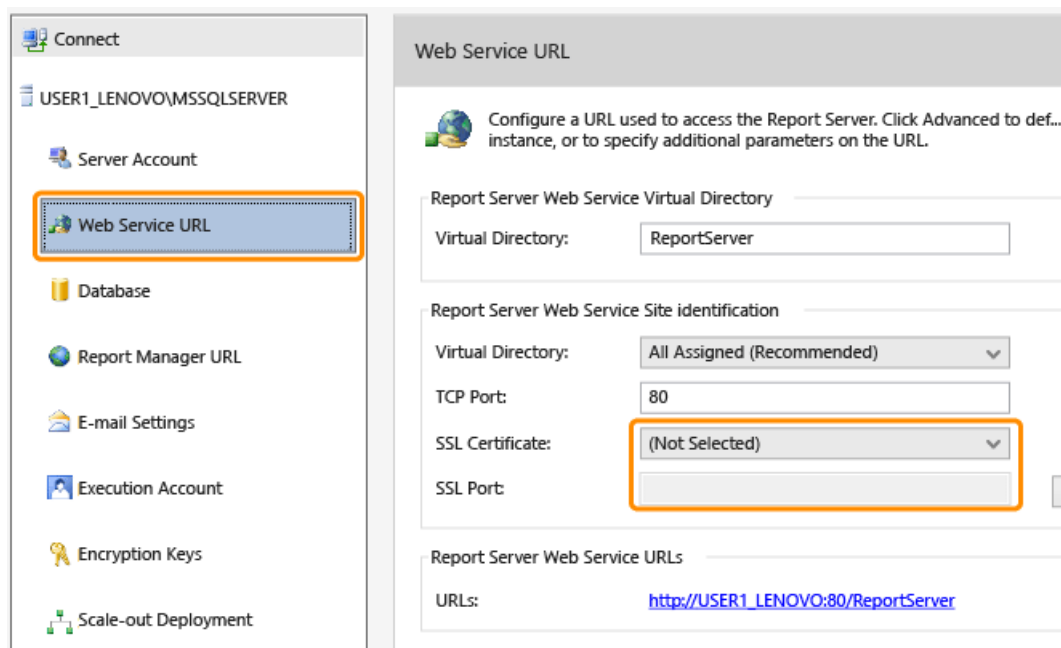 Connect
USER1_LENOVO\MSSQLSERVER
Server Account
Web Service URL
Database
Report Manager URL
E-mail Settings
Execution Account
Encryption Keys
Scale-out Deployment
Web Service URL
Configure a URL used to access the Report Server. Click Advanced to def...
instance, or to specify additional parameters on the URL.
Report Server Web Service Virtual Directory
Virtual Directory: ReportServer
Report Server Web Service Site identification
Virtual Directory: All Assigned (Recommended)
TCP Port: 80
SSL Certificate: (Not Selected)
SSL Port:
Report Server Web Service URLs
URLs: http://USER1_LENOVO:80/ReportServer